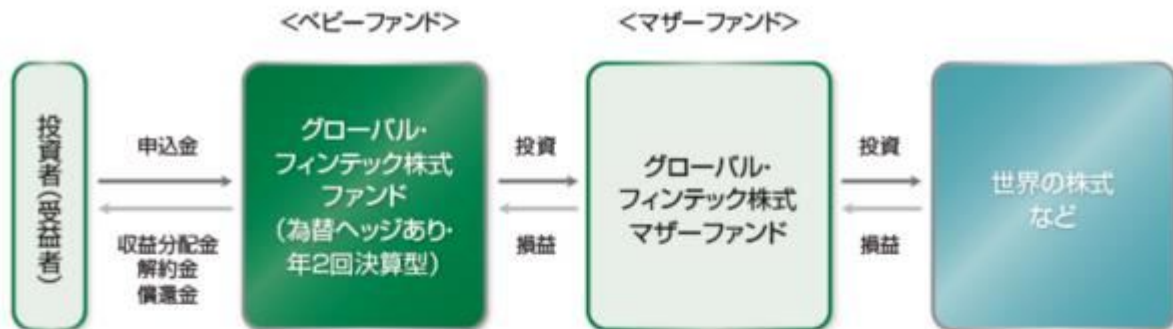 <ベビーファンド>
<マザーファンド>
投資者(受益者)
申込金
収益分配金
解約金
償還金
グローバル・
フィンテック株式
ファンド
(為替ヘッジあり・
年2回決算型)
投資
損益
グローバル・
フィンテック株式
マザーファンド
投資
損益
世界の株式
など